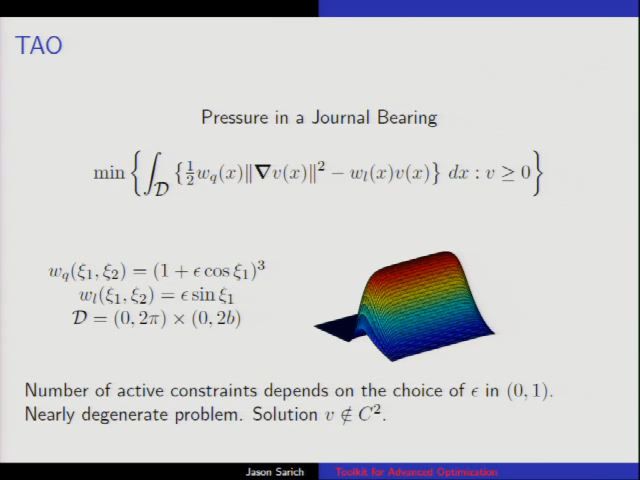 TAO
Pressure in a Journal Bearing
min { ∫_D { 1/2 w_q(x)‖∇v(x)‖² − w_l(x)v(x) } dx : v ≥ 0 }
w_q(ξ₁, ξ₂) = (1 + ϵ cos ξ₁)³
w_l(ξ₁, ξ₂) = ϵ sin ξ₁
D = (0, 2π) × (0, 2b)
Number of active constraints depends on the choice of ϵ in (0, 1).
Nearly degenerate problem. Solution v ∉ C².
Jason Sarich
Toolkit for Advanced Optimization